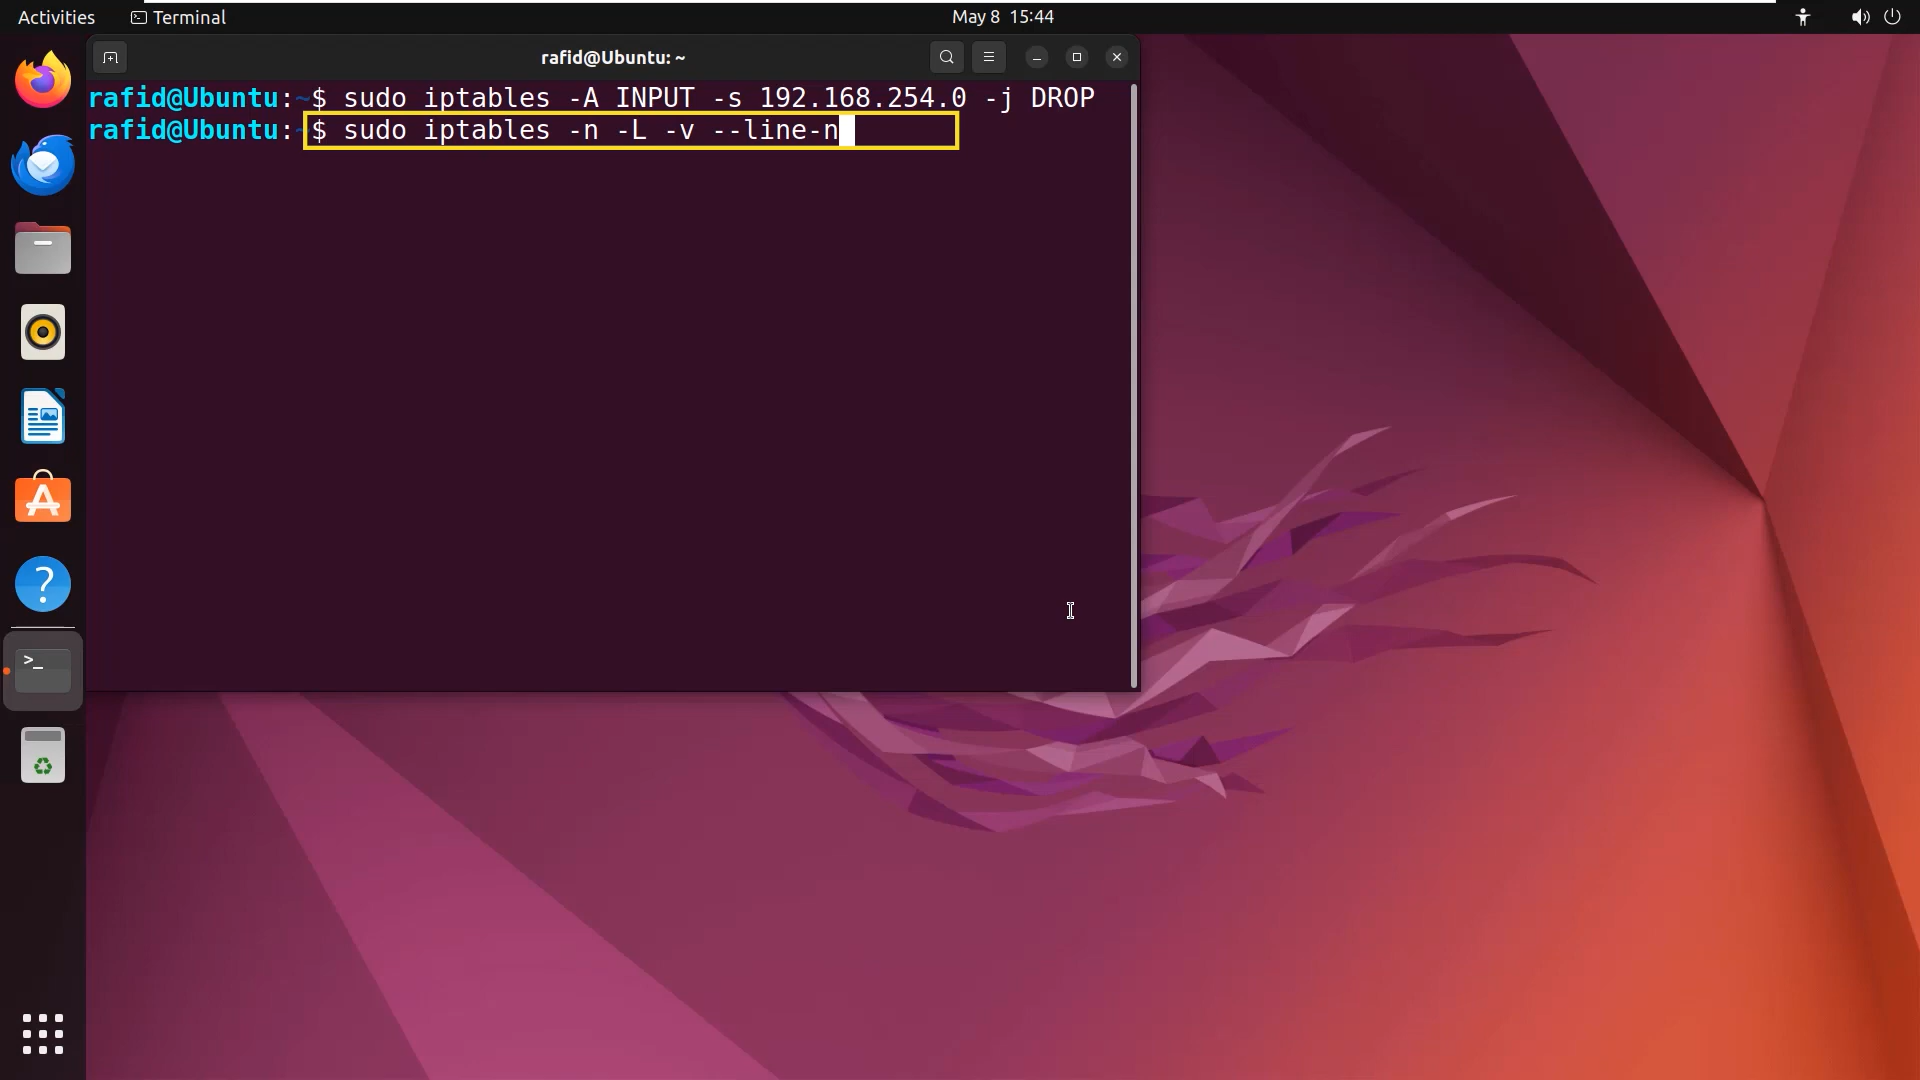 Activities Terminal May 8 15:44
rafid@Ubuntu: ~
rafid@Ubuntu:~$ sudo iptables -A INPUT -s 192.168.254.0 -j DROP
rafid@Ubuntu:~$ sudo iptables -n -L -v --line-n